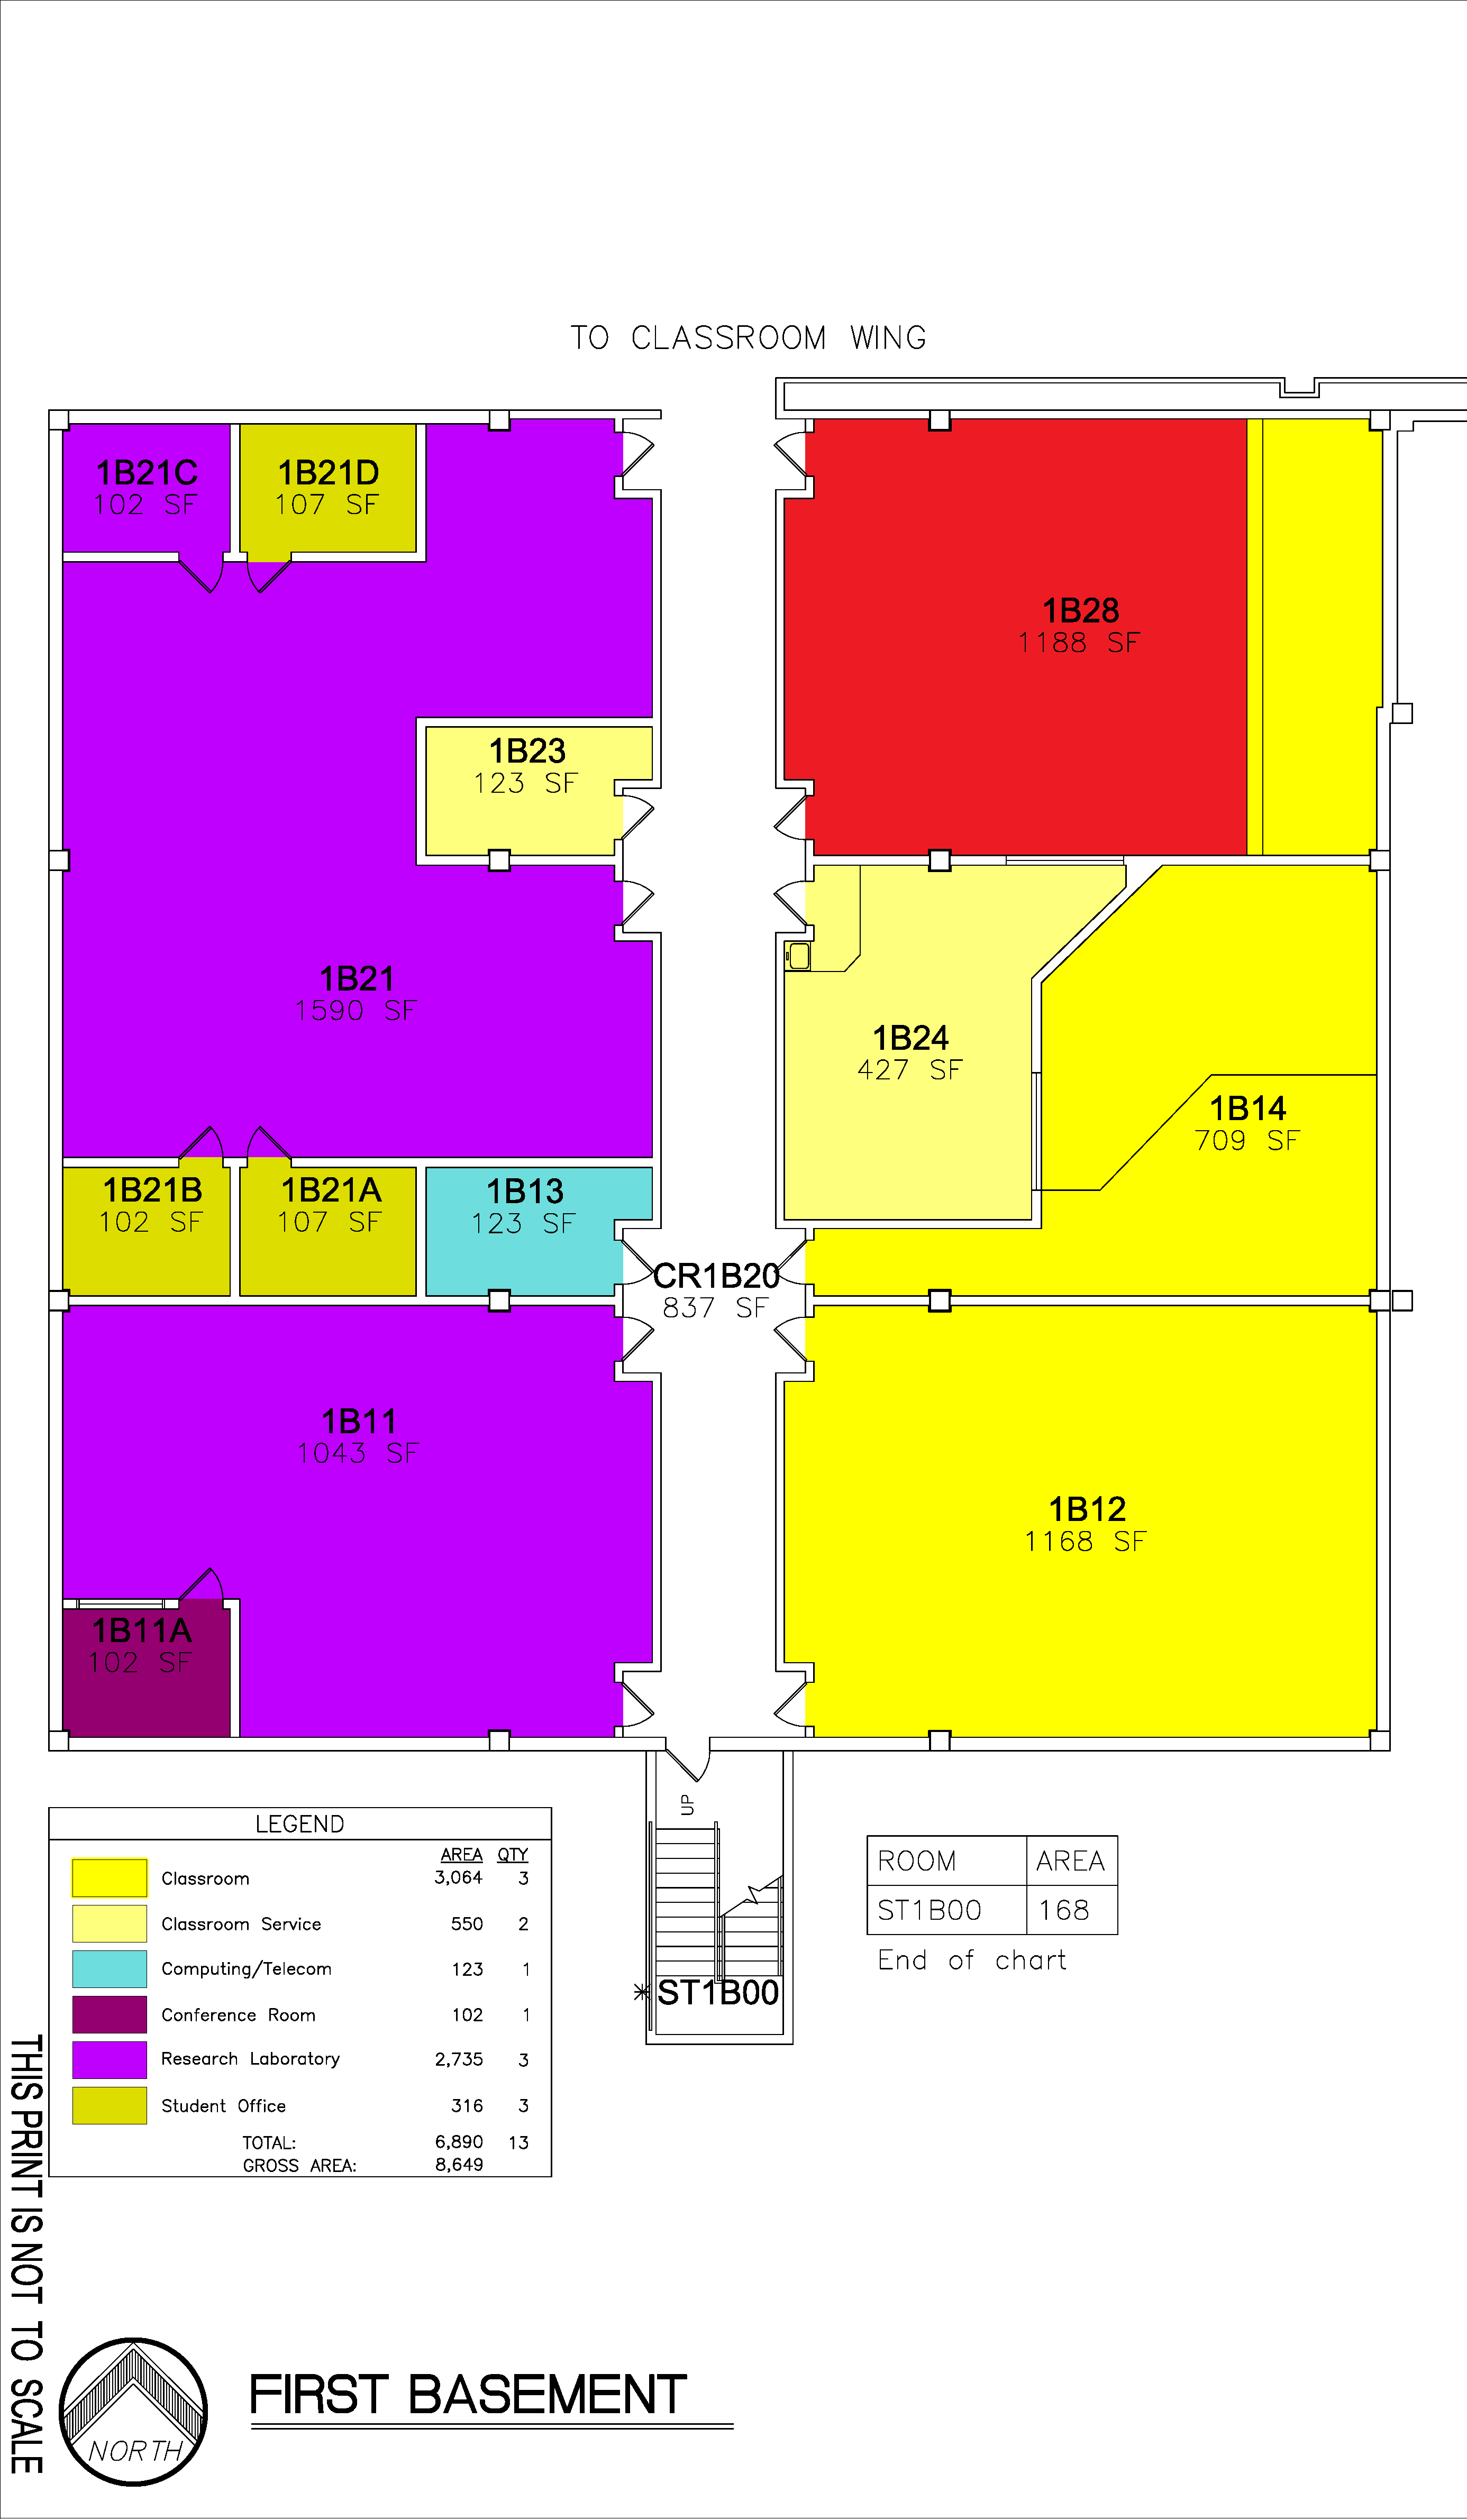 TO CLASSROOM WING
1B21C
102 SF
1B21D
107 SF
1B28
1188 SF
1B23
123 SF
1B21
1590 SF
1B24
427 SF
1B14
709 SF
1B21B
102 SF
1B21A
107 SF
1B13
123 SF
CR1B20
837 SF
1B11
1043 SF
1B12
1168 SF
1B11A
102 SF
UP
*ST1B00
LEGEND
AREA QTY
Classroom 3,064 3
Classroom Service 550 2
Computing/Telecom 123 1
Conference Room 102 1
Research Laboratory 2,735 3
Student Office 316 3
TOTAL: 6,890 13
GROSS AREA: 8,649
ROOM AREA
ST1B00 168
End of chart
THIS PRINT IS NOT TO SCALE
NORTH
FIRST BASEMENT